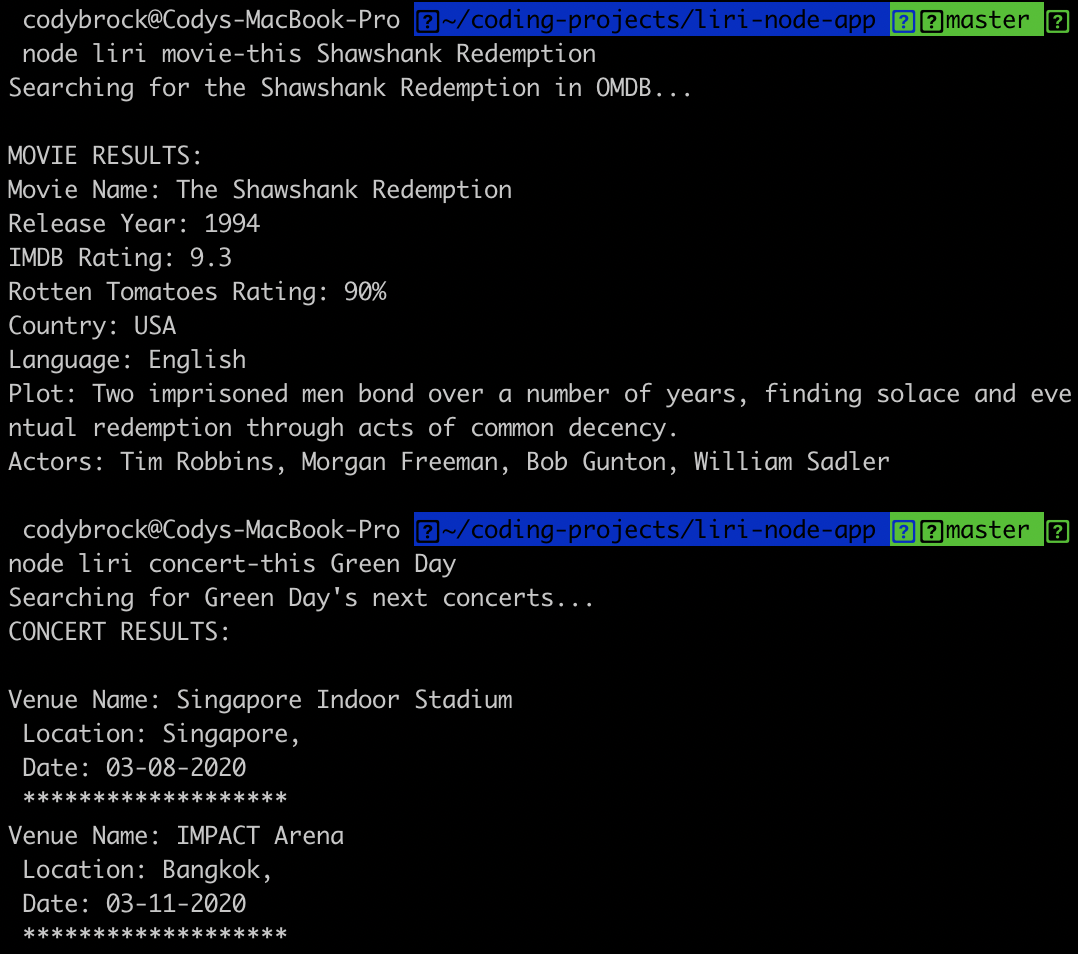 codybrock@Codys-MacBook-Pro ~/coding-projects/liri-node-app master
node liri movie-this Shawshank Redemption
Searching for the Shawshank Redemption in OMDB...
MOVIE RESULTS:
Movie Name: The Shawshank Redemption
Release Year: 1994
IMDB Rating: 9.3
Rotten Tomatoes Rating: 90%
Country: USA
Language: English
Plot: Two imprisoned men bond over a number of years, finding solace and eve
ntual redemption through acts of common decency.
Actors: Tim Robbins, Morgan Freeman, Bob Gunton, William Sadler
codybrock@Codys-MacBook-Pro ~/coding-projects/liri-node-app master
node liri concert-this Green Day
Searching for Green Day's next concerts...
CONCERT RESULTS:
Venue Name: Singapore Indoor Stadium
Location: Singapore,
Date: 03-08-2020
*******************
Venue Name: IMPACT Arena
Location: Bangkok,
Date: 03-11-2020
*******************